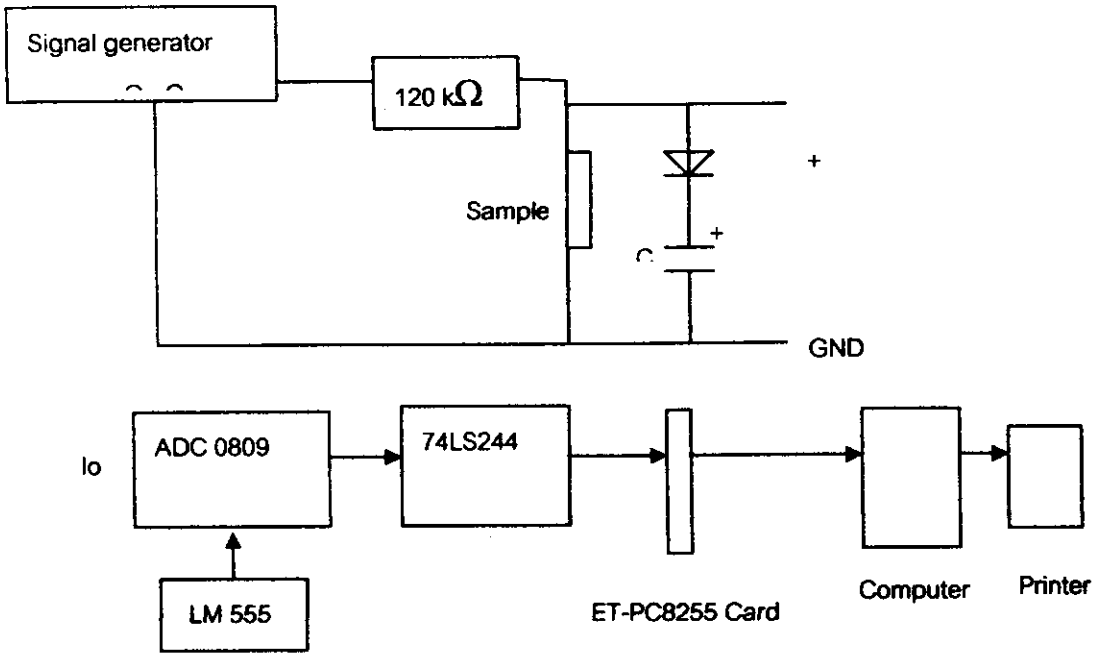 Signal generator
120 kΩ
+
Sample
+
GND
ADC 0809
74LS244
Io
LM 555
ET-PC8255 Card
Computer
Printer